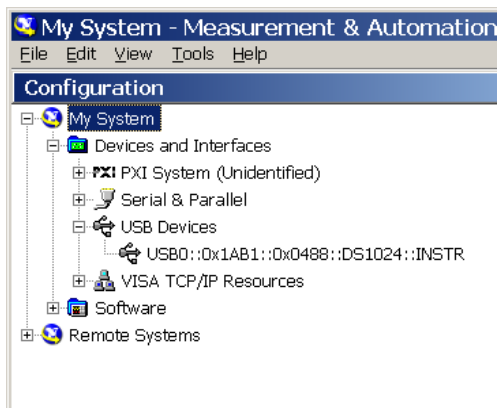 My System - Measurement & Automation
File Edit View Tools Help
Configuration
My System
Devices and Interfaces
PXI PXI System (Unidentified)
Serial & Parallel
USB Devices
USB0::0x1AB1::0x0488::DS1024::INSTR
VISA TCP/IP Resources
Software
Remote Systems